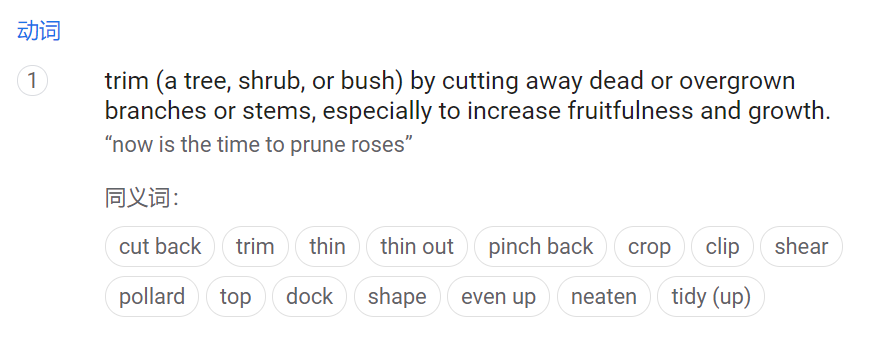 动词
1
trim (a tree, shrub, or bush) by cutting away dead or overgrown
branches or stems, especially to increase fruitfulness and growth.
“now is the time to prune roses”
同义词：
cut back trim thin thin out pinch back crop clip shear
pollard top dock shape even up neaten tidy (up)